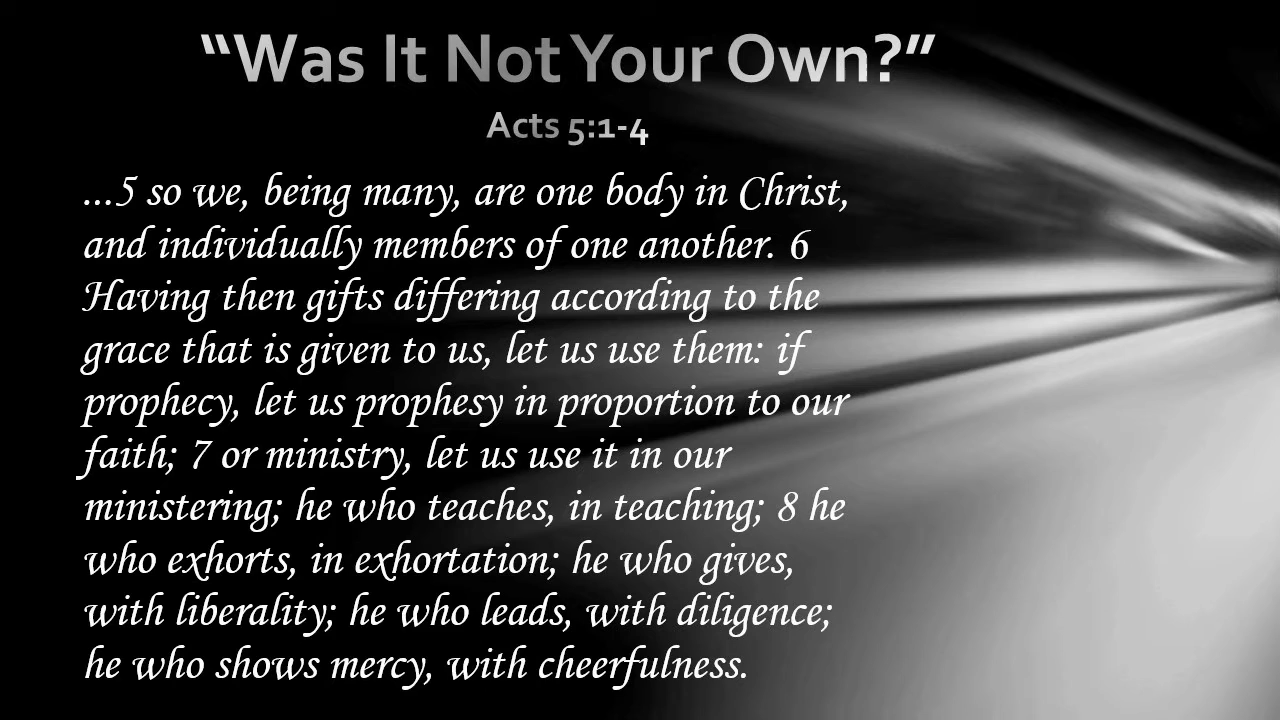 “Was It Not Your Own?”
Acts 5:1-4
...5 so we, being many, are one body in Christ,
and individually members of one another. 6
Having then gifts differing according to the
grace that is given to us, let us use them: if
prophecy, let us prophesy in proportion to our
faith; 7 or ministry, let us use it in our
ministering; he who teaches, in teaching; 8 he
who exhorts, in exhortation; he who gives,
with liberality; he who leads, with diligence;
he who shows mercy, with cheerfulness.